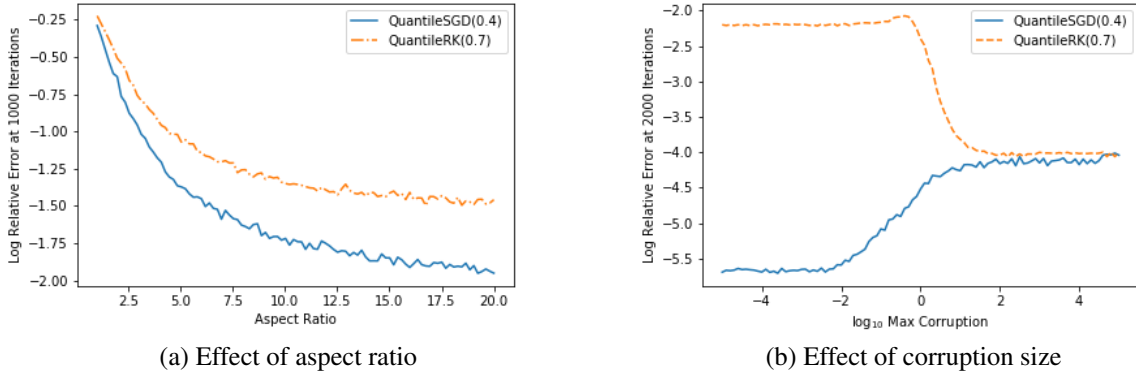 QuantileSGD(0.4)
QuantileRK(0.7)
Log Relative Error at 1000 Iterations
−0.25
−0.50
−0.75
−1.00
−1.25
−1.50
−1.75
−2.00
2.5 5.0 7.5 10.0 12.5 15.0 17.5 20.0
Aspect Ratio
(a) Effect of aspect ratio
QuantileSGD(0.4)
QuantileRK(0.7)
Log Relative Error at 2000 Iterations
−2.0
−2.5
−3.0
−3.5
−4.0
−4.5
−5.0
−5.5
−4 −2 0 2 4
log₁₀ Max Corruption
(b) Effect of corruption size